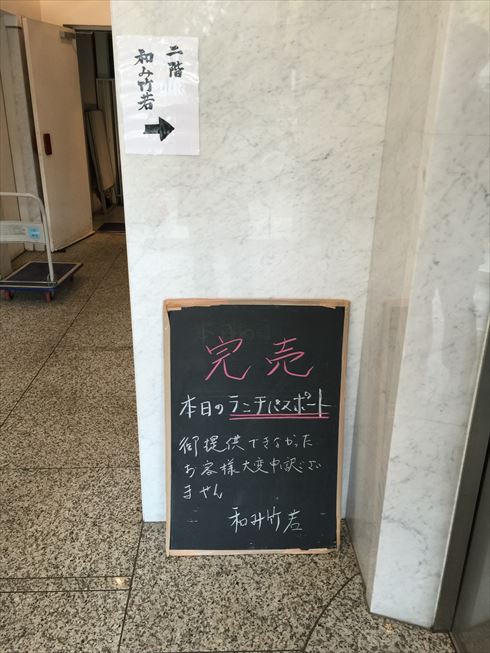 二階
和み竹若
→
完売
本日のランチパスポート
御提供できなかった
お客様大変申訳ござい
ません
和み竹若